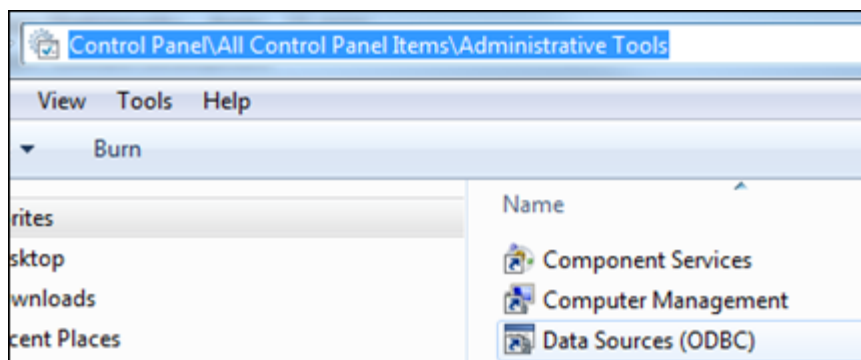 Control Panel\All Control Panel Items\Administrative Tools
View Tools Help
Burn
rites
Name
sktop
Component Services
wnloads
Computer Management
cent Places
Data Sources (ODBC)